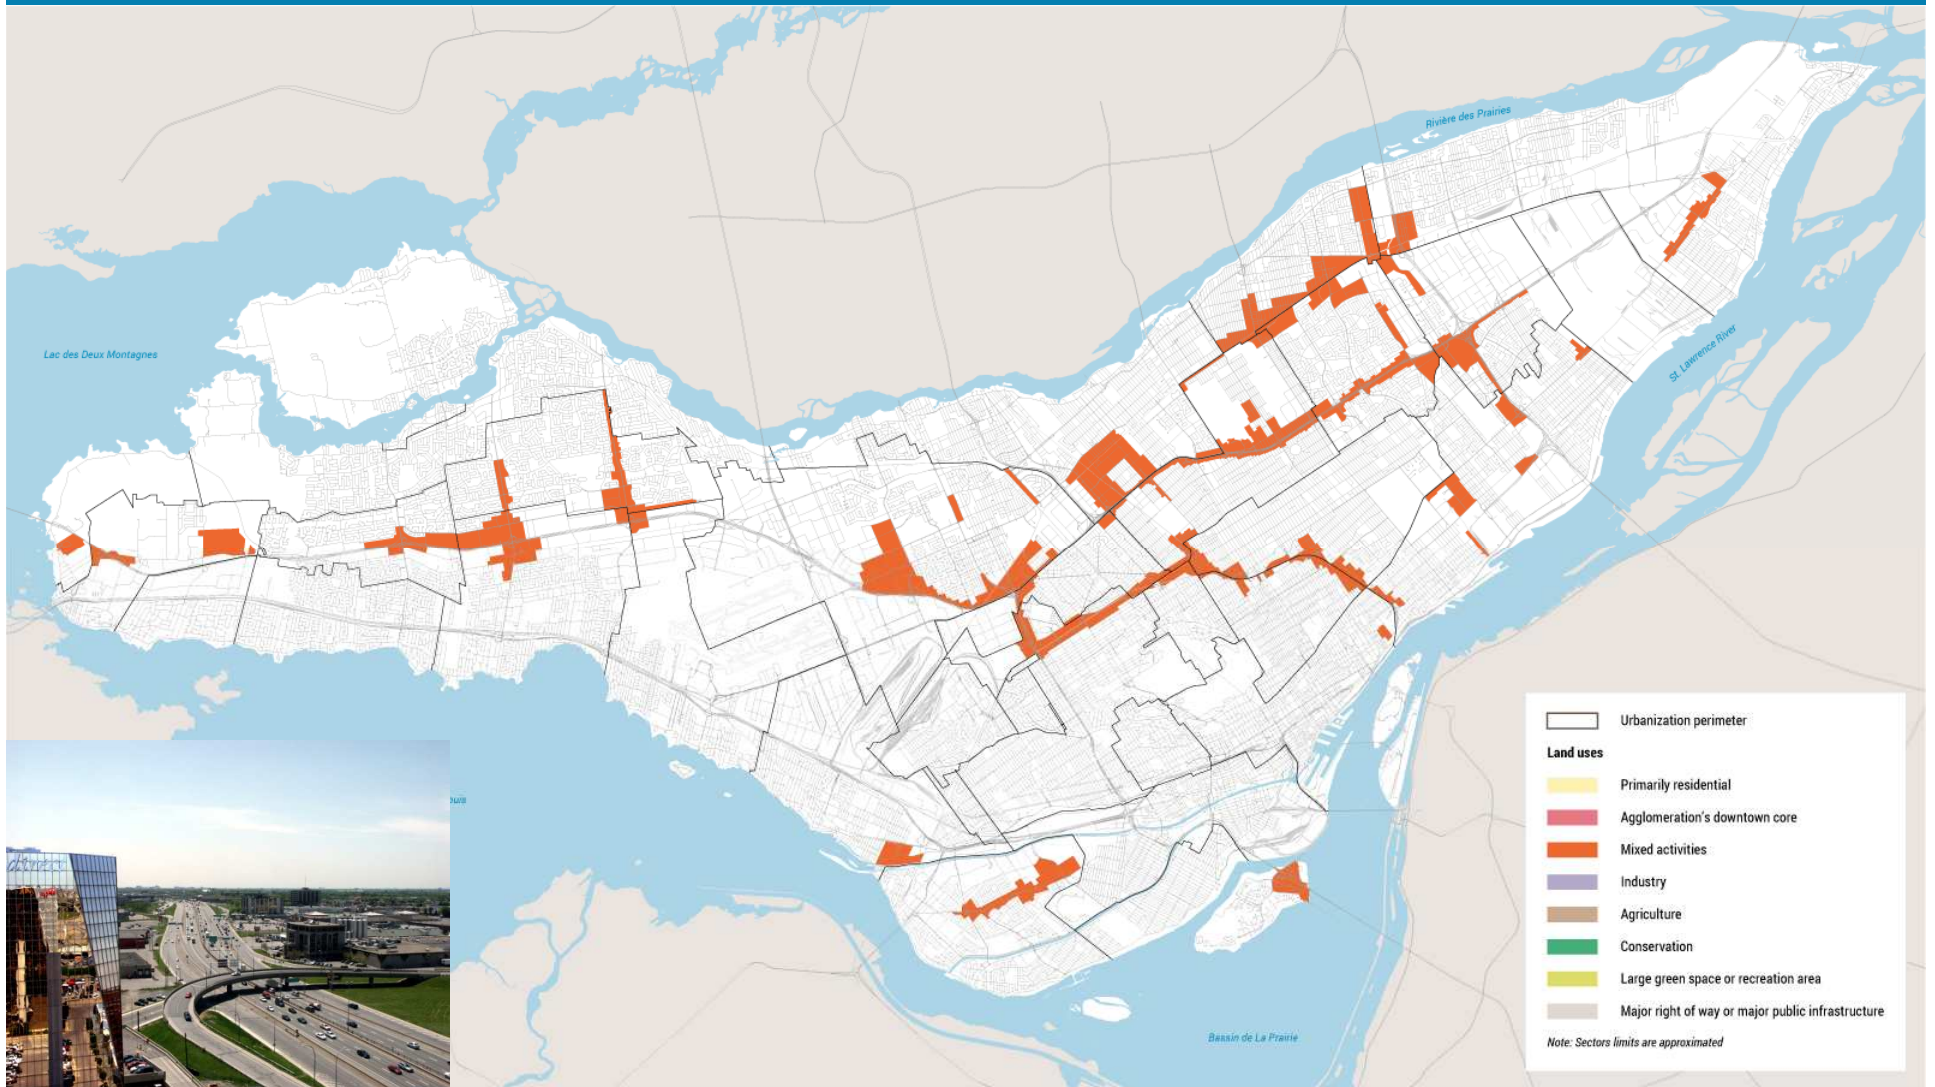 Rivière des Prairies
Lac des Deux Montagnes
St. Lawrence River
Bassin de La Prairie
Urbanization perimeter
Land uses
Primarily residential
Agglomeration's downtown core
Mixed activities
Industry
Agriculture
Conservation
Large green space or recreation area
Major right of way or major public infrastructure
Note: Sectors limits are approximated